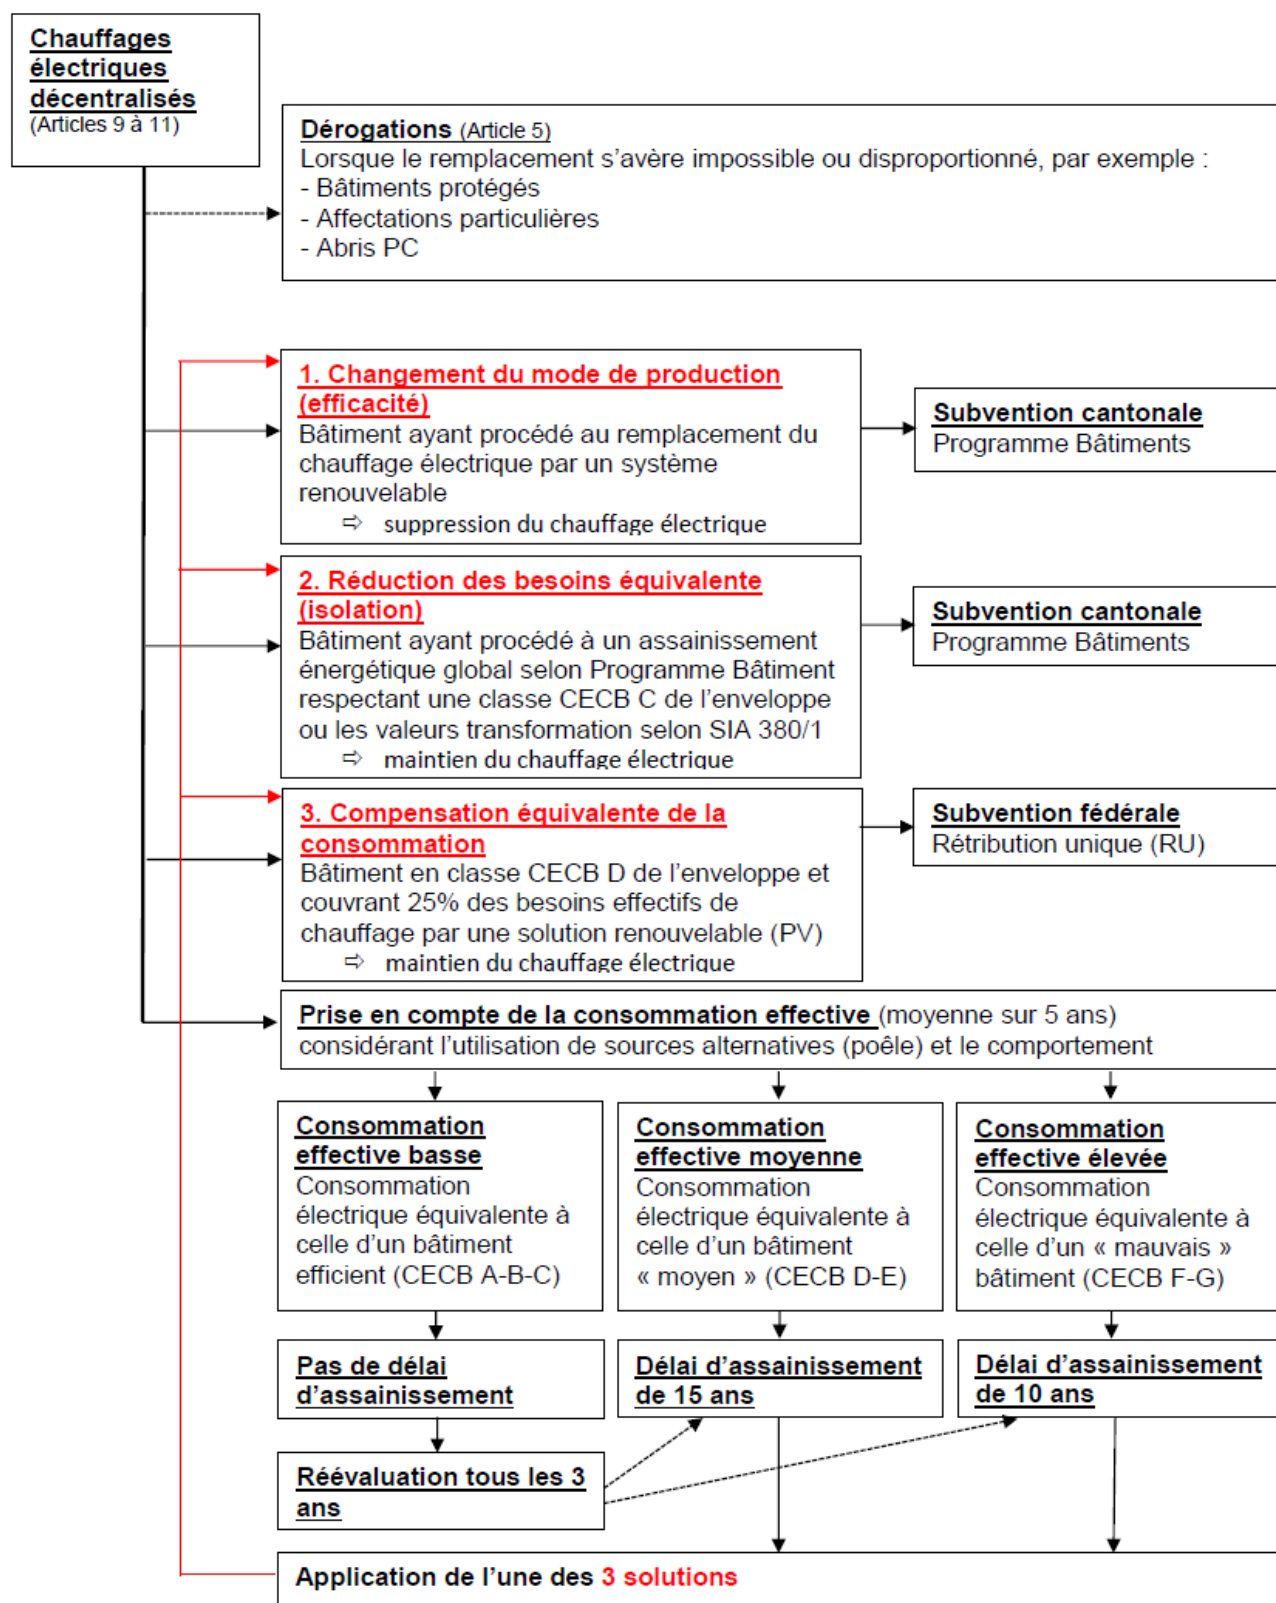 Chauffages
électriques
décentralisés
(Articles 9 à 11)
Dérogations (Article 5)
Lorsque le remplacement s'avère impossible ou disproportionné, par exemple :
- Bâtiments protégés
- Affectations particulières
- Abris PC
1. Changement du mode de production
(efficacité)
Bâtiment ayant procédé au remplacement du
chauffage électrique par un système
renouvelable
⇨ suppression du chauffage électrique
Subvention cantonale
Programme Bâtiments
2. Réduction des besoins équivalente
(isolation)
Bâtiment ayant procédé à un assainissement
énergétique global selon Programme Bâtiment
respectant une classe CECB C de l'enveloppe
ou les valeurs transformation selon SIA 380/1
⇨ maintien du chauffage électrique
Subvention cantonale
Programme Bâtiments
3. Compensation équivalente de la
consommation
Bâtiment en classe CECB D de l'enveloppe et
couvrant 25% des besoins effectifs de
chauffage par une solution renouvelable (PV)
⇨ maintien du chauffage électrique
Subvention fédérale
Rétribution unique (RU)
Prise en compte de la consommation effective (moyenne sur 5 ans)
considérant l'utilisation de sources alternatives (poêle) et le comportement
Consommation
effective basse
Consommation
électrique équivalente à
celle d'un bâtiment
efficient (CECB A-B-C)
Consommation
effective moyenne
Consommation
électrique équivalente à
celle d'un bâtiment
« moyen » (CECB D-E)
Consommation
effective élevée
Consommation
électrique équivalente à
celle d'un « mauvais »
bâtiment (CECB F-G)
Pas de délai
d'assainissement
Délai d'assainissement
de 15 ans
Délai d'assainissement
de 10 ans
Réévaluation tous les 3
ans
Application de l'une des 3 solutions